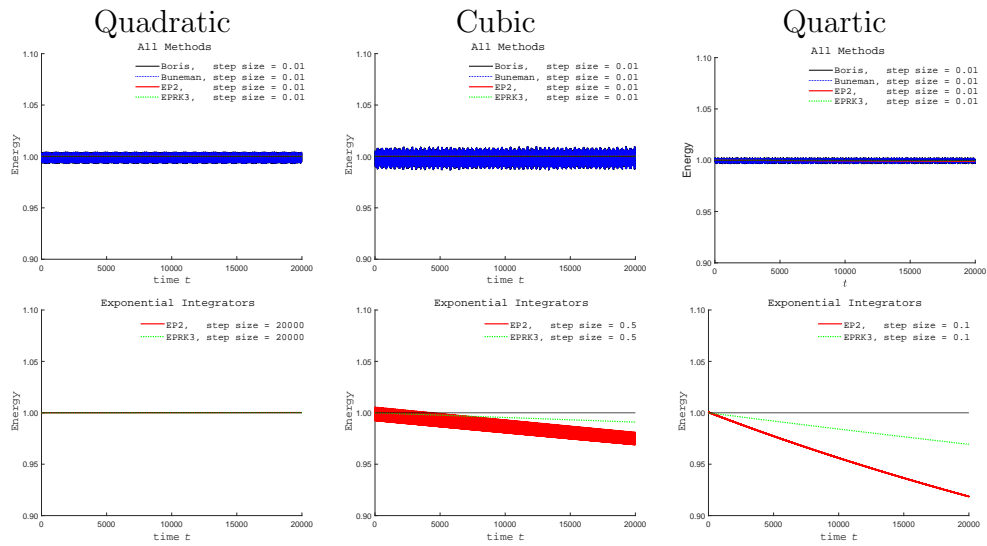 Quadratic
Cubic
Quartic
All Methods
1.10
1.05
1.00
0.95
0.90
Energy
Boris, step size = 0.01
Buneman, step size = 0.01
EP2, step size = 0.01
EPRK3, step size = 0.01
0 5000 10000 15000 20000
time t
All Methods
1.10
1.05
1.00
0.95
0.90
Energy
Boris, step size = 0.01
Buneman, step size = 0.01
EP2, step size = 0.01
EPRK3, step size = 0.01
0 5000 10000 15000 20000
time t
All Methods
1.10
1.05
1.00
0.95
0.90
Energy
Boris, step size = 0.01
Buneman, step size = 0.01
EP2, step size = 0.01
EPRK3, step size = 0.01
0 5000 10000 15000 20000
t
Exponential Integrators
1.10
1.05
1.00
0.95
0.90
Energy
EP2, step size = 20000
EPRK3, step size = 20000
0 5000 10000 15000 20000
time t
Exponential Integrators
1.10
1.05
1.00
0.95
0.90
Energy
EP2, step size = 0.5
EPRK3, step size = 0.5
0 5000 10000 15000 20000
time t
Exponential Integrators
1.10
1.05
1.00
0.95
0.90
Energy
EP2, step size = 0.1
EPRK3, step size = 0.1
0 5000 10000 15000 20000
time t